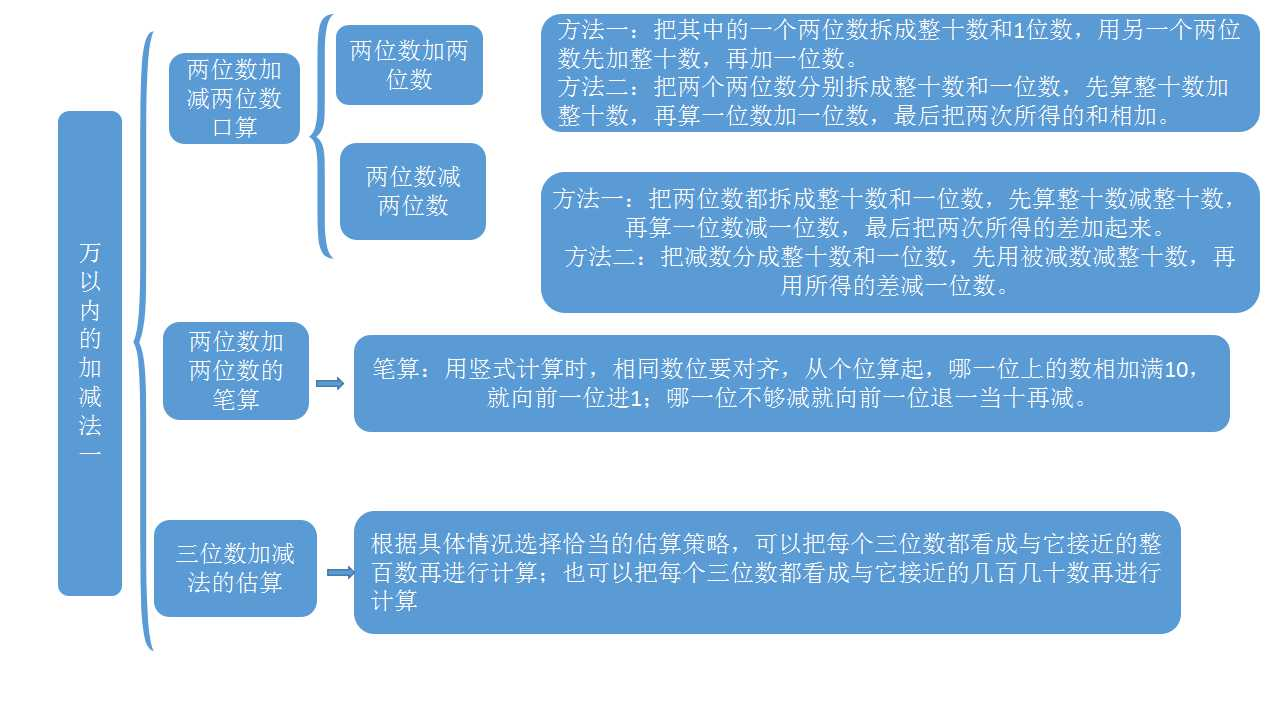 万
以
内
的
加
减
法
一
两位数加
减两位数
口算
两位数加两
位数
方法一：把其中的一个两位数拆成整十数和1位数，用另一个两位
数先加整十数，再加一位数。
方法二：把两个两位数分别拆成整十数和一位数，先算整十数加
整十数，再算一位数加一位数，最后把两次所得的和相加。
两位数减
两位数
方法一：把两位数都拆成整十数和一位数，先算整十数减整十数，
再算一位数减一位数，最后把两次所得的差加起来。
方法二：把减数分成整十数和一位数，先用被减数减整十数，再
用所得的差减一位数。
两位数加
两位数的
笔算
笔算：用竖式计算时，相同数位要对齐，从个位算起，哪一位上的数相加满10，
就向前一位进1；哪一位不够减就向前一位退一当十再减。
三位数加减
法的估算
根据具体情况选择恰当的估算策略，可以把每个三位数都看成与它接近的整
百数再进行计算；也可以把每个三位数都看成与它接近的几百几十数再进行
计算